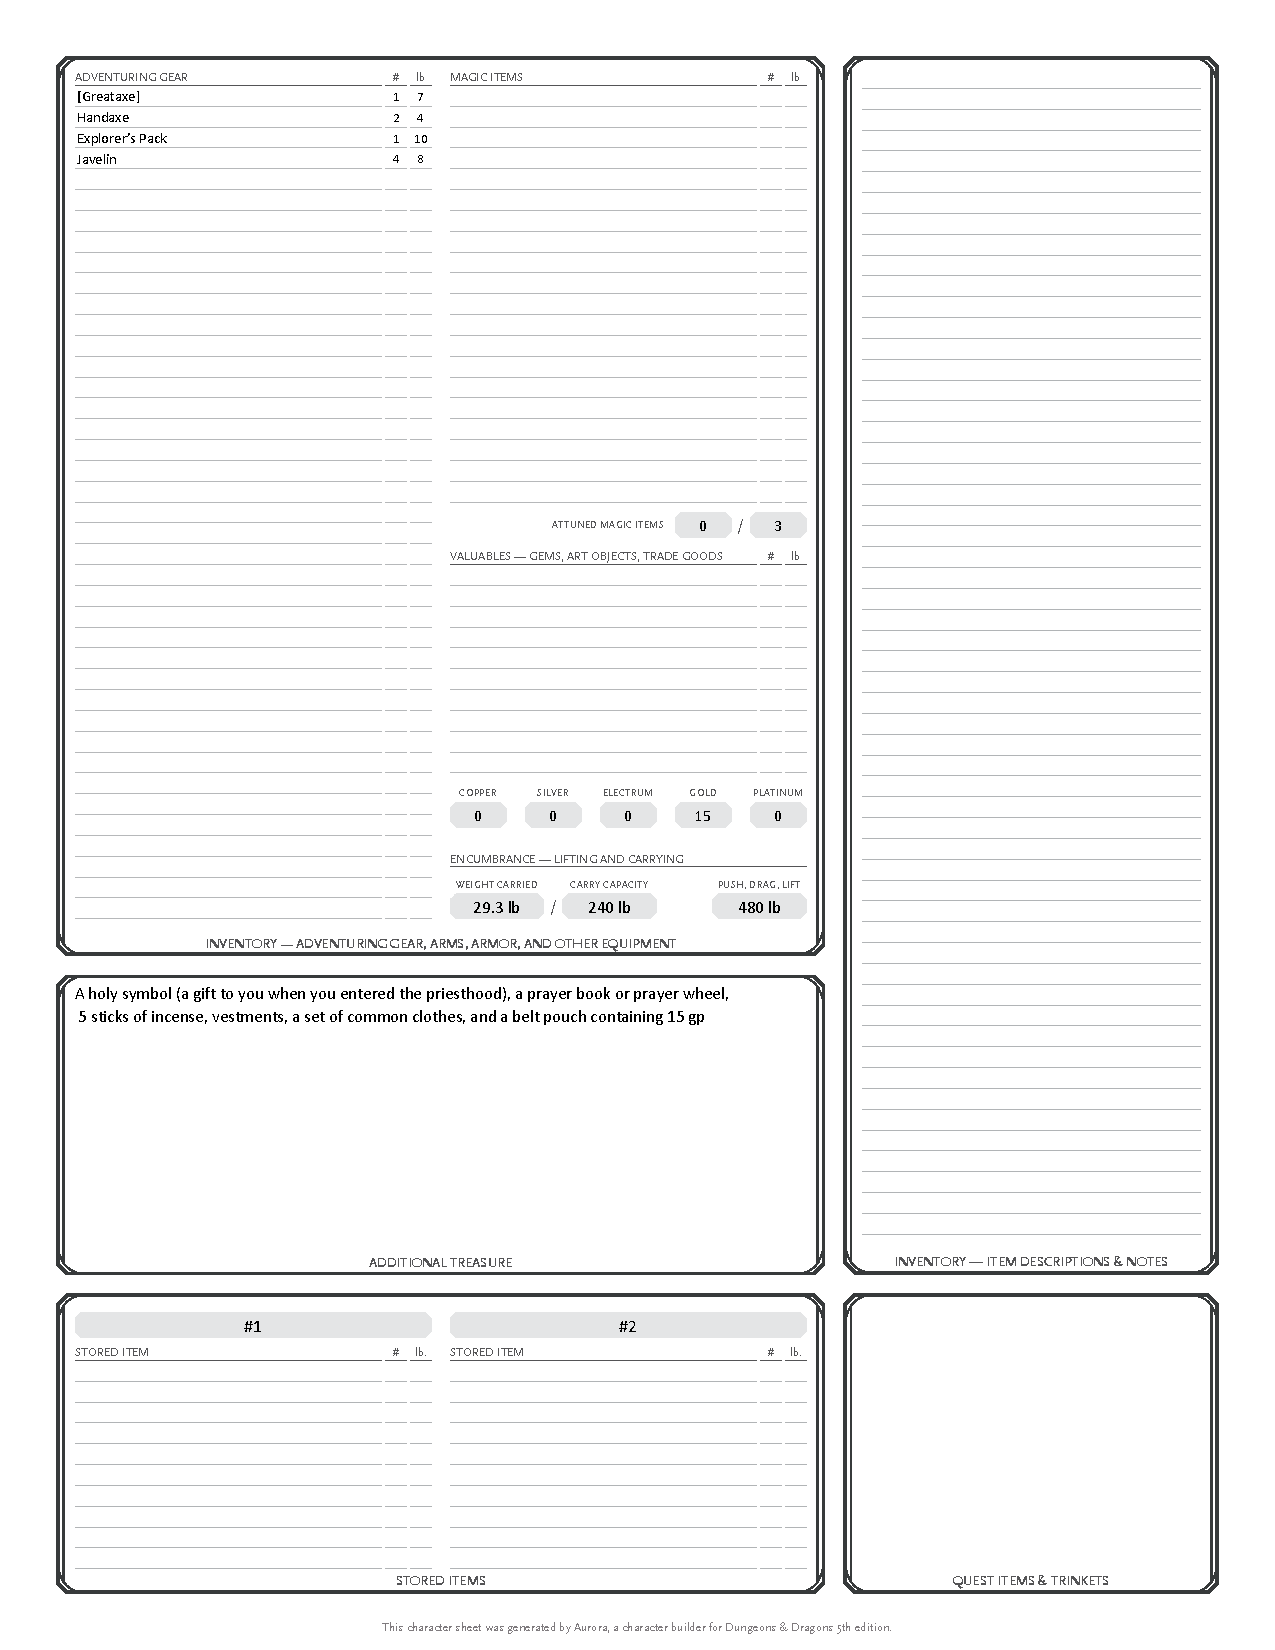 ADVENTURING GEAR # lb
[Greataxe] 1 7
Handaxe 2 4
Explorer's Pack 1 10
Javelin 4 8
MAGIC ITEMS # lb
ATTUNED MAGIC ITEMS 0 / 3
VALUABLES — GEMS, ART OBJECTS, TRADE GOODS # lb
COPPER SILVER ELECTRUM GOLD PLATINUM
0 0 0 15 0
ENCUMBRANCE — LIFTING AND CARRYING
WEIGHT CARRIED CARRY CAPACITY PUSH, DRAG, LIFT
29.3 lb / 240 lb 480 lb
INVENTORY — ADVENTURING GEAR, ARMS, ARMOR, AND OTHER EQUIPMENT
A holy symbol (a gift to you when you entered the priesthood), a prayer book or prayer wheel,
5 sticks of incense, vestments, a set of common clothes, and a belt pouch containing 15 gp
ADDITIONAL TREASURE
INVENTORY — ITEM DESCRIPTIONS & NOTES
#1 #2
STORED ITEM # lb. STORED ITEM # lb.
STORED ITEMS
QUEST ITEMS & TRINKETS
This character sheet was generated by Aurora, a character builder for Dungeons & Dragons 5th edition.